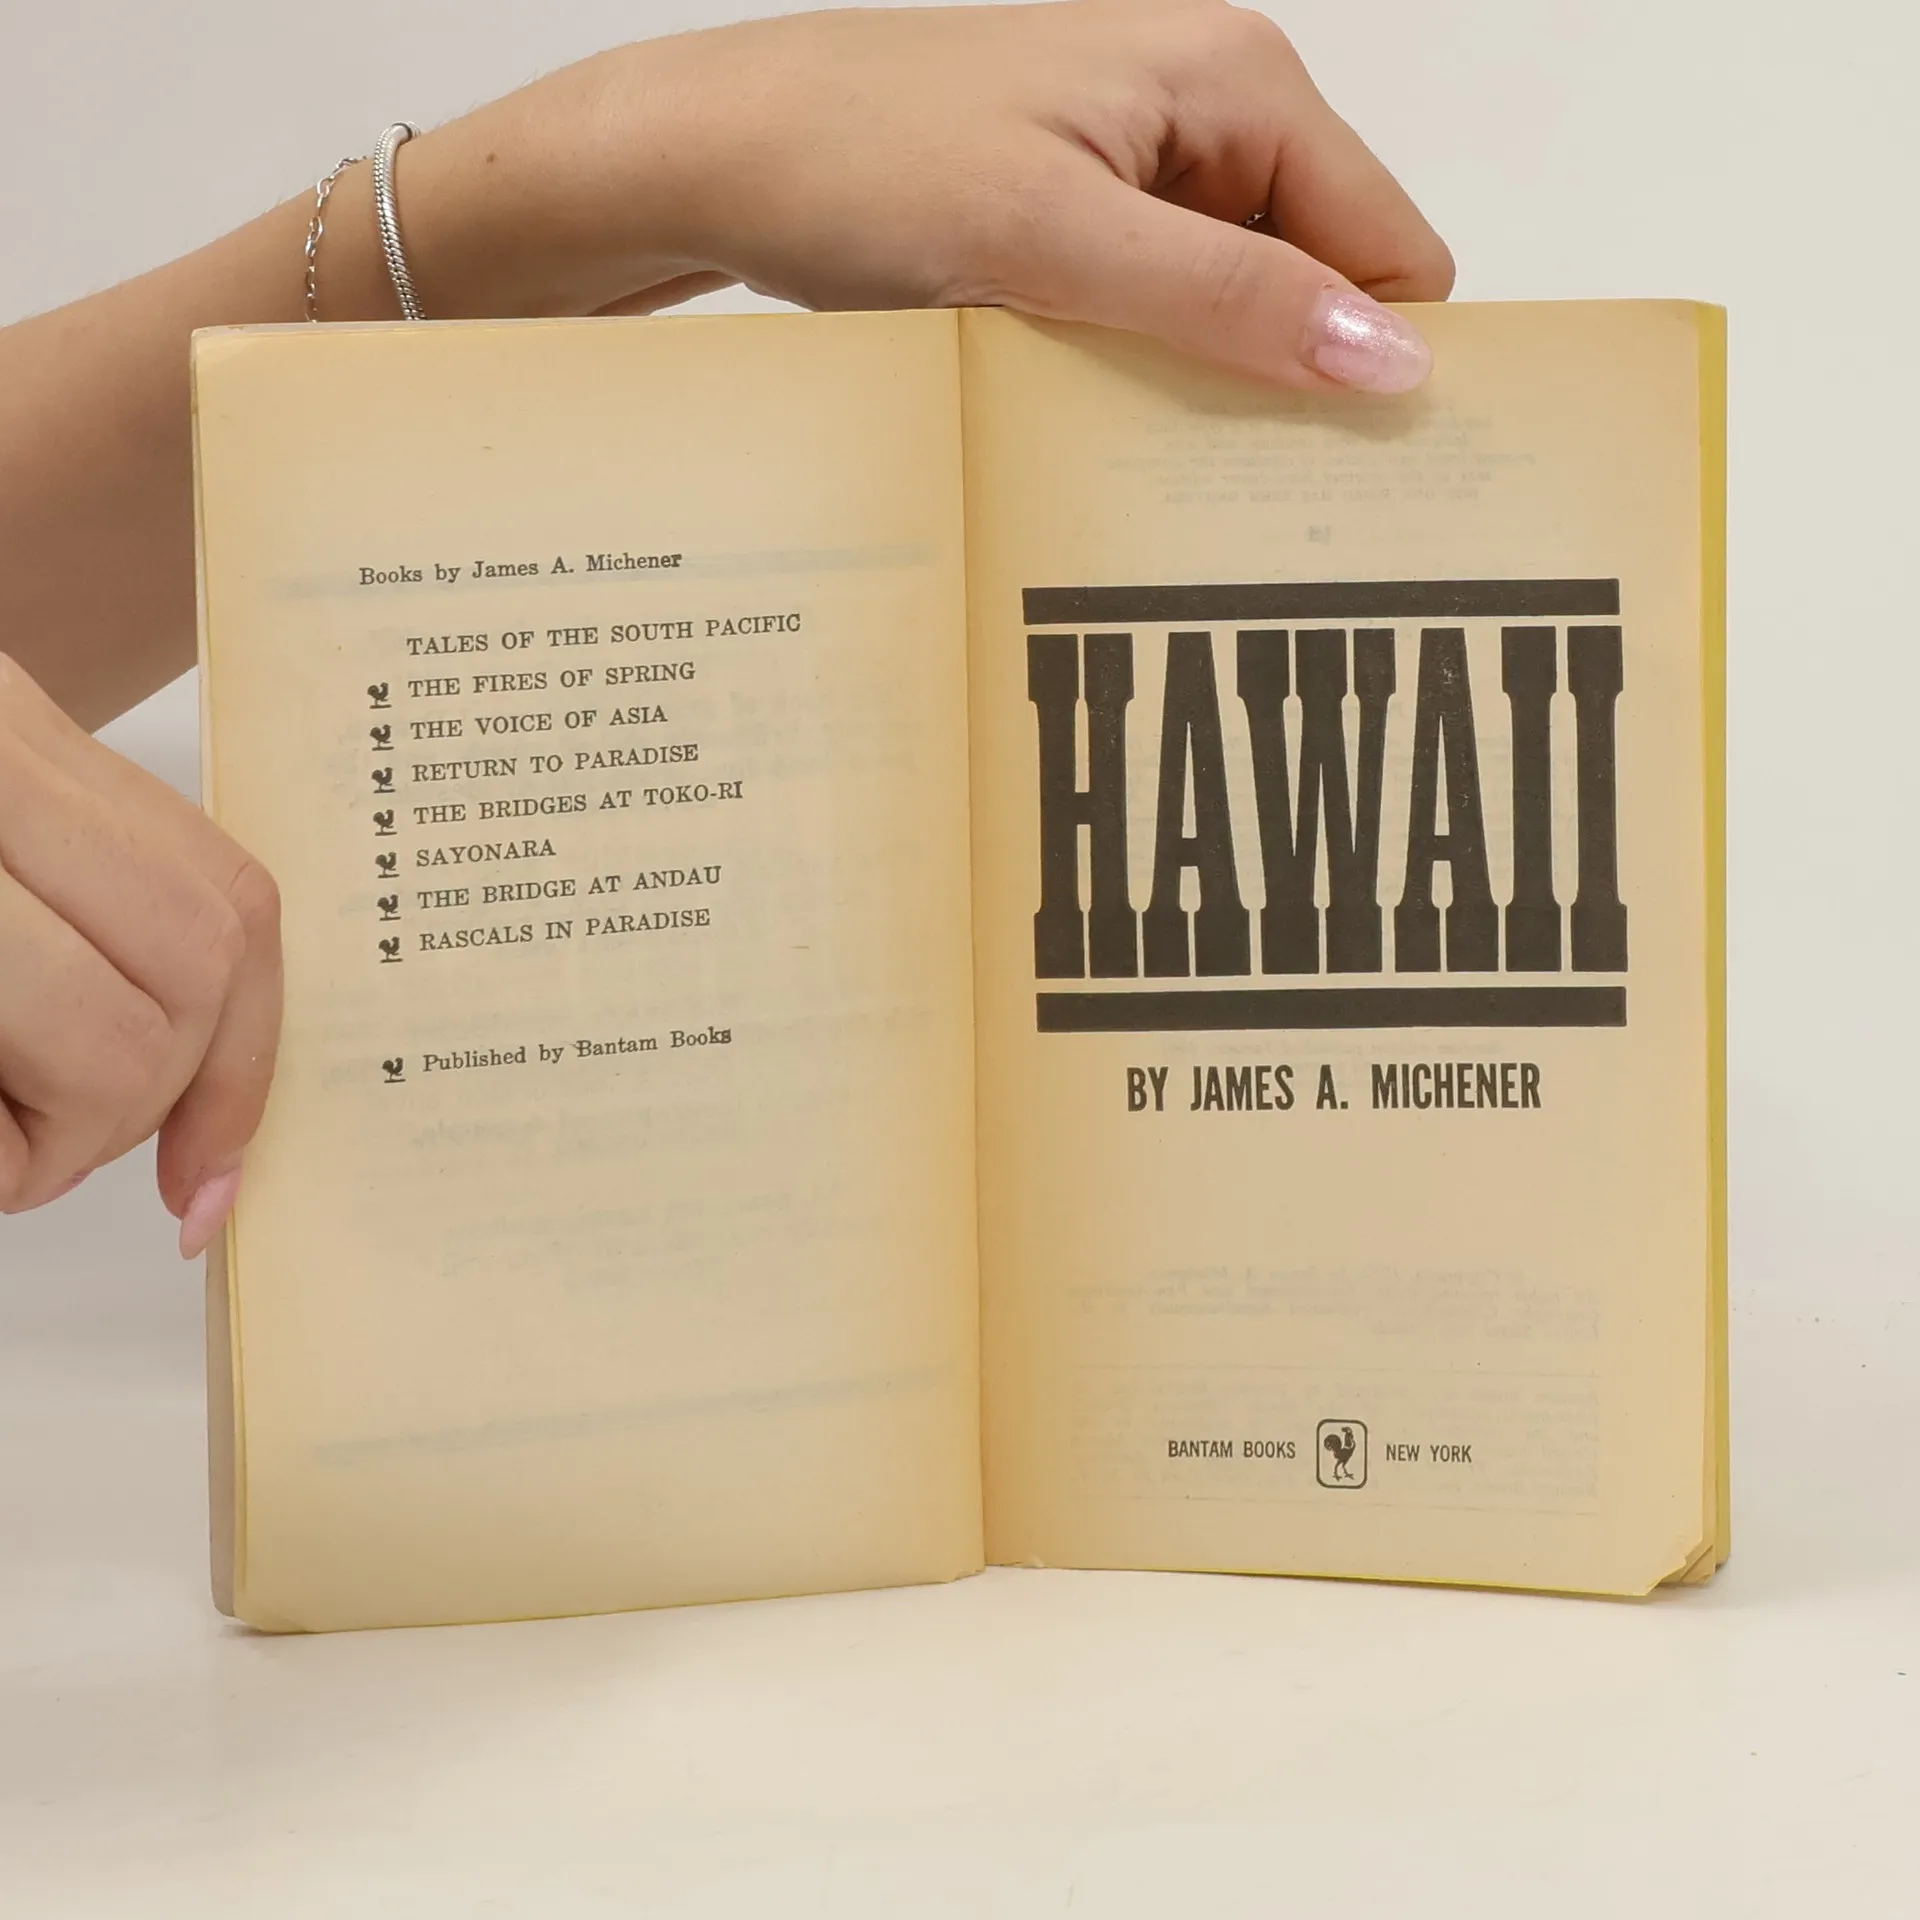 Books by James A. Michener
TALES OF THE SOUTH PACIFIC
THE FIRES OF SPRING
THE VOICE OF ASIA
RETURN TO PARADISE
THE BRIDGES AT TOKO-RI
SAYONARA
THE BRIDGE AT ANDAU
RASCALS IN PARADISE
Published by Bantam Books
HAWAII
BY JAMES A. MICHENER
BANTAM BOOKS NEW YORK